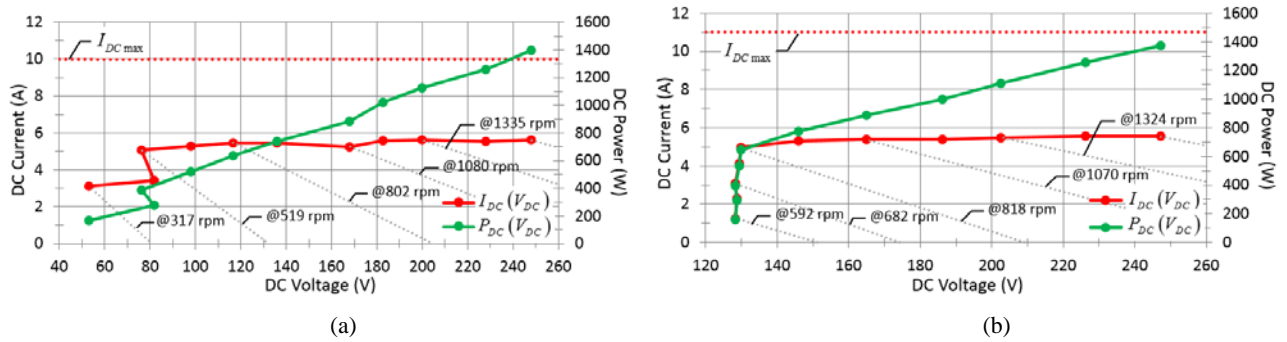 12 10 8 6 4 2 0
DC Current (A)
I_DC max
@1335 rpm
@1080 rpm
@802 rpm
@519 rpm
@317 rpm
I_DC (V_DC)
P_DC (V_DC)
1600 1400 1200 1000 800 600 400 200 0
DC Power (W)
40 60 80 100 120 140 160 180 200 220 240 260
DC Voltage (V)
(a)
12 10 8 6 4 2 0
DC Current (A)
I_DC max
@1324 rpm
@1070 rpm
@818 rpm
@682 rpm
@592 rpm
I_DC (V_DC)
P_DC (V_DC)
1600 1400 1200 1000 800 600 400 200 0
DC Power (W)
120 140 160 180 200 220 240 260
DC Voltage (V)
(b)